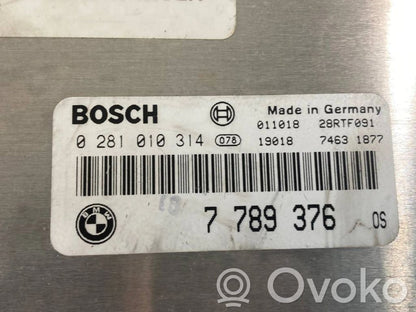 BOSCH
Made in Germany
011018 28RTF091
0 281 010 314 078 19018 7463 1877
BMW
7 789 376 OS
Ovoko